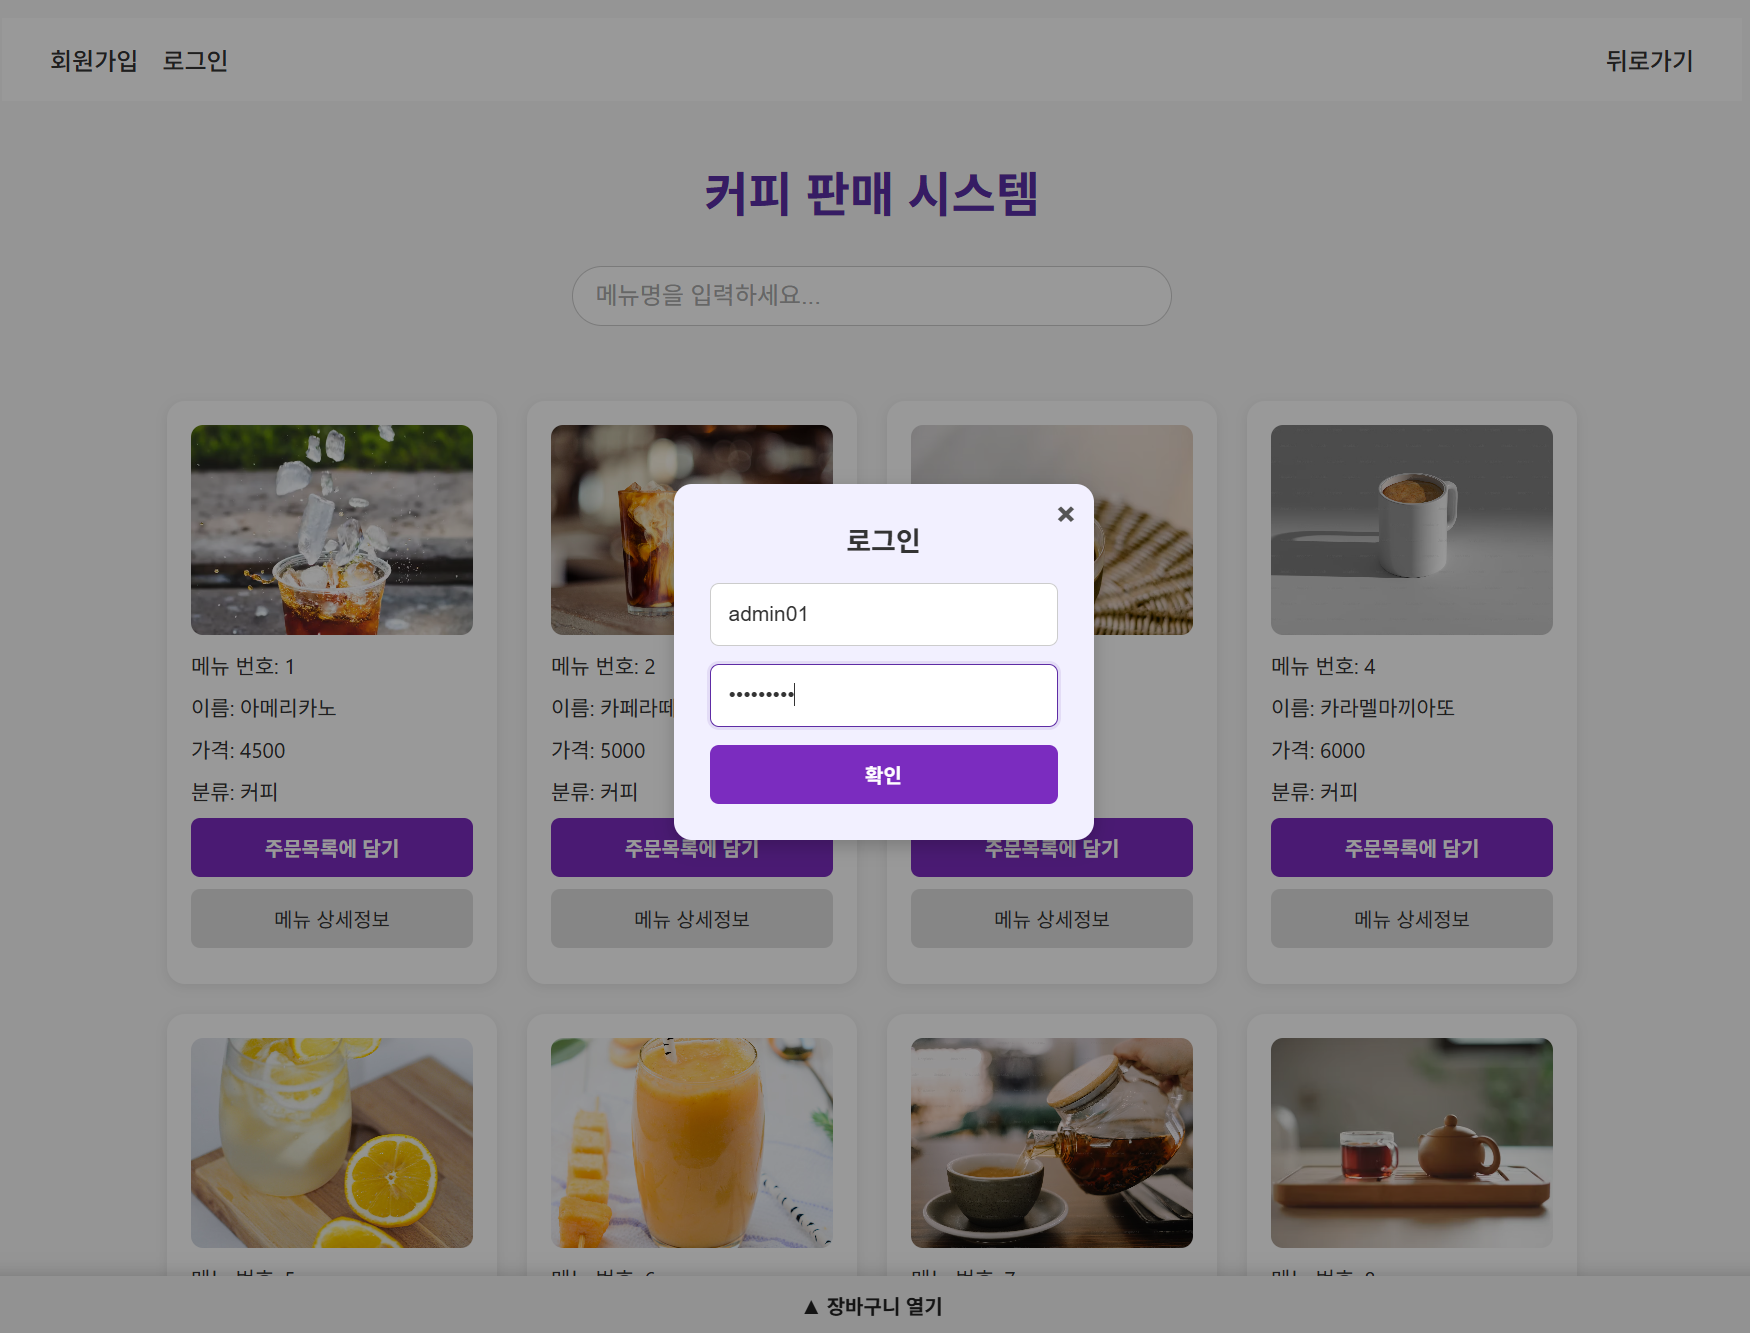 회원가입 로그인 뒤로가기
커피 판매 시스템
메뉴명을 입력하세요...
로그인
admin01
•••••••••
확인
메뉴 번호: 1
이름: 아메리카노
가격: 4500
분류: 커피
주문목록에 담기
메뉴 상세정보
메뉴 번호: 2
이름: 카페라떼
가격: 5000
분류: 커피
주문목록에 담기
메뉴 상세정보
주문목록에 담기
메뉴 상세정보
메뉴 번호: 4
이름: 카라멜마끼아또
가격: 6000
분류: 커피
주문목록에 담기
메뉴 상세정보
▲ 장바구니 열기